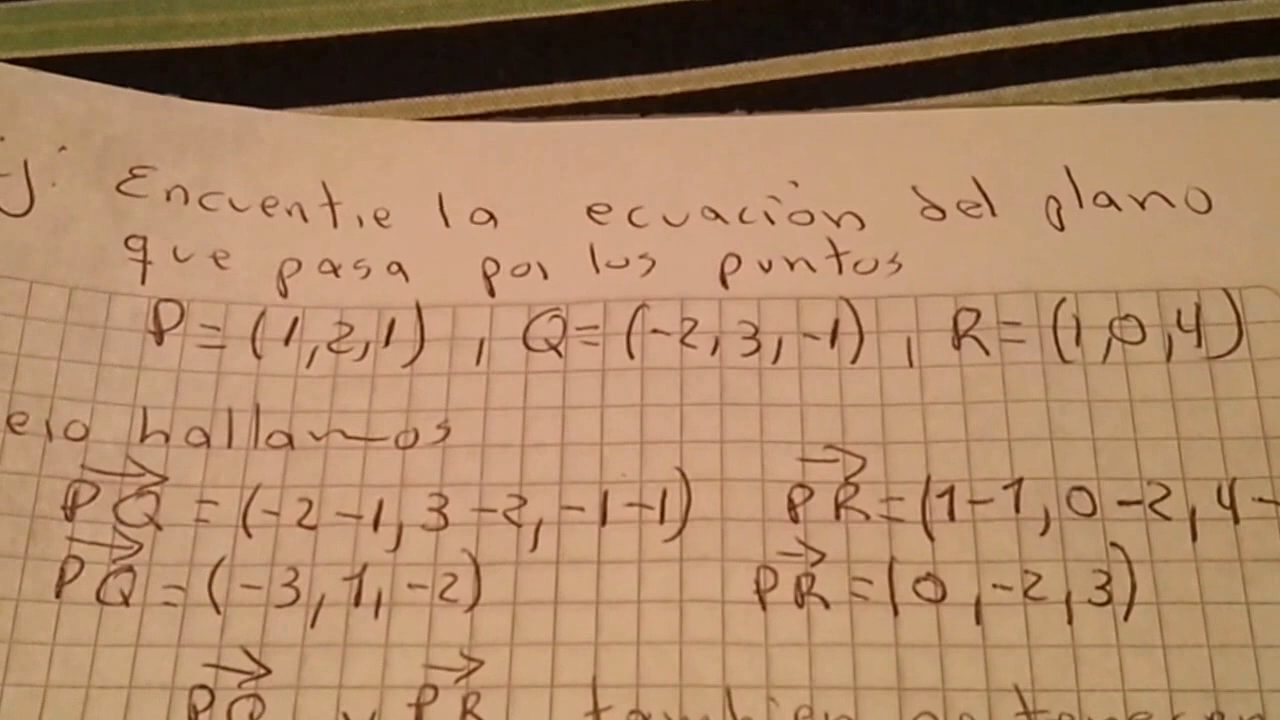 Encuentre la ecuación del plano
que pasa por los puntos
P = (1,2,1) , Q = (-2,3,-1) , R = (1,0,4)
hallamos
PQ = (-2-1, 3-2, -1-1) PR = (1-1, 0-2, 4-
PQ = (-3, 1, -2) PR = (0, -2, 3)
PQ y PR también